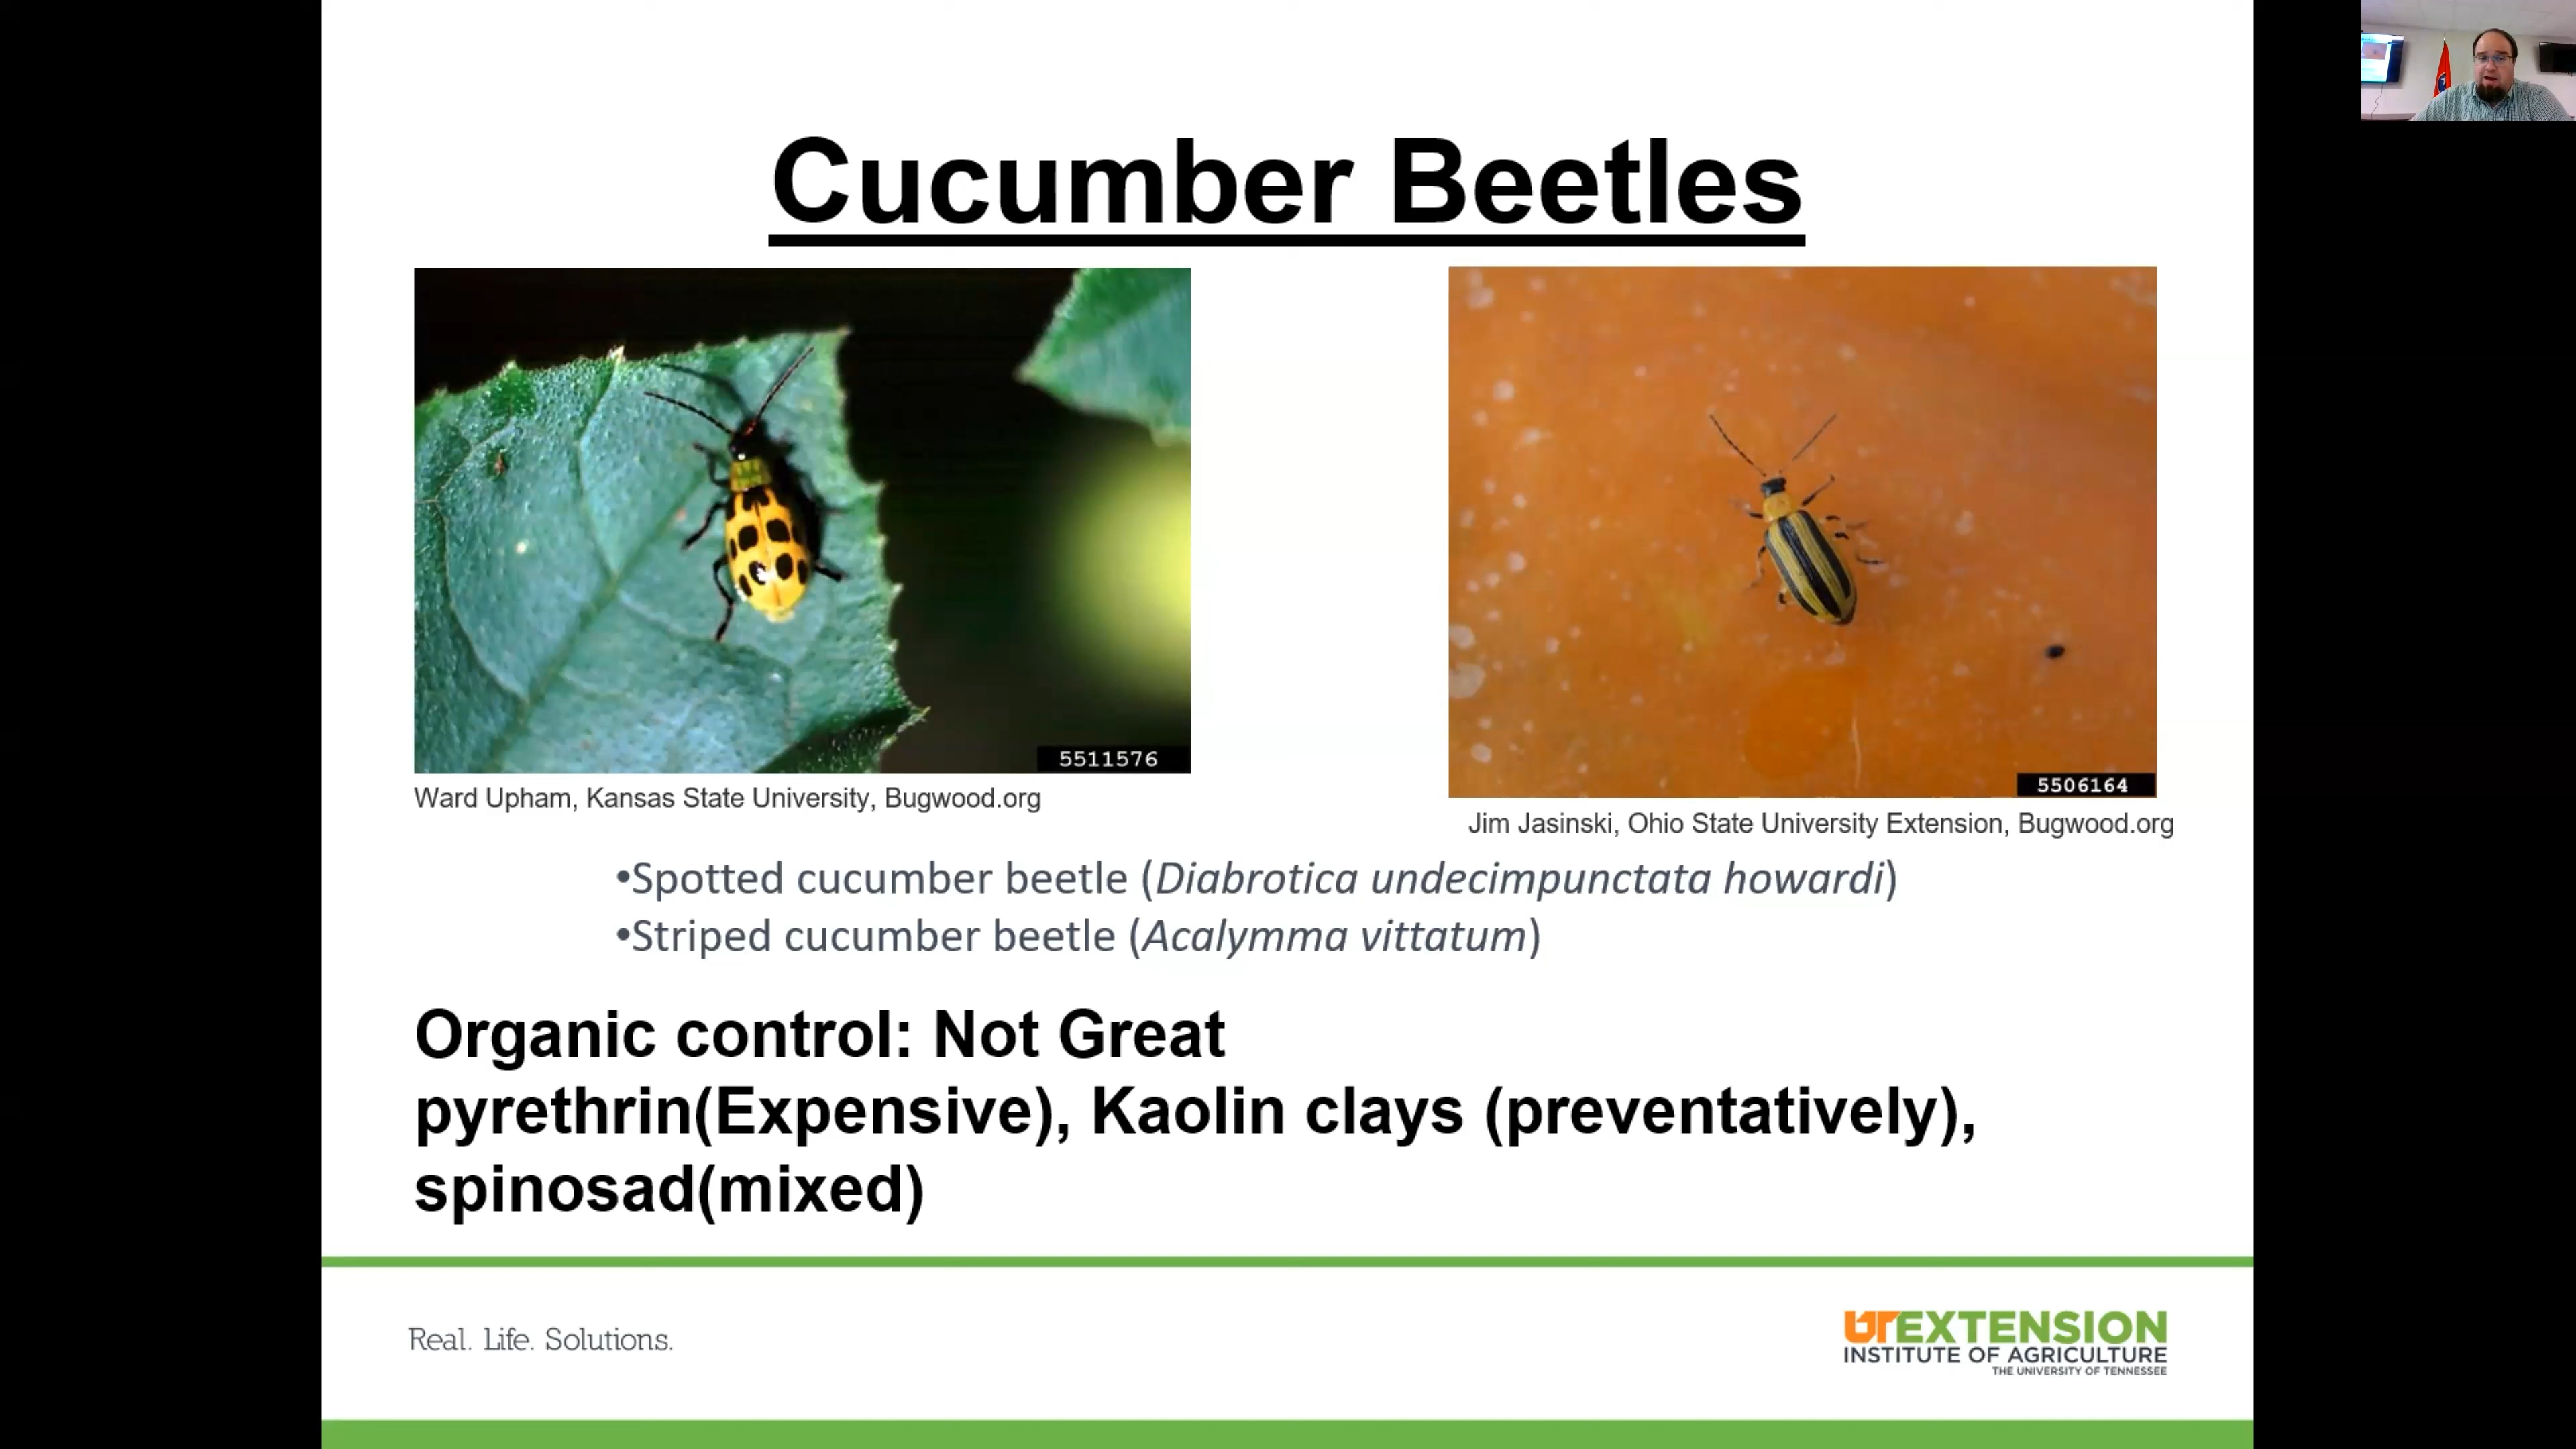 Cucumber Beetles
5511576
5506164
Ward Upham, Kansas State University, Bugwood.org
Jim Jasinski, Ohio State University Extension, Bugwood.org
•Spotted cucumber beetle (Diabrotica undecimpunctata howardi)
•Striped cucumber beetle (Acalymma vittatum)
Organic control: Not Great
pyrethrin(Expensive), Kaolin clays (preventatively),
spinosad(mixed)
Real. Life. Solutions.
UTEXTENSION
INSTITUTE OF AGRICULTURE
THE UNIVERSITY OF TENNESSEE